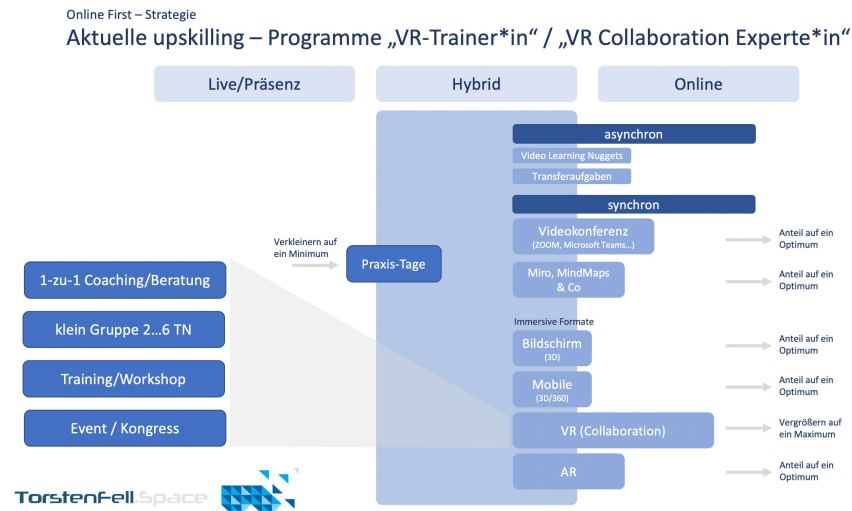 Online First – Strategie
Aktuelle upskilling – Programme „VR-Trainer*in“ / „VR Collaboration Experte*in“
Live/Präsenz
Hybrid
Online
asynchron
Video Learning Nuggets
Transferaufgaben
synchron
Videokonferenz
(ZOOM, Microsoft Teams...)
Anteil auf ein
Optimum
Verkleinern auf
ein Minimum
Praxis-Tage
Miro, MindMaps
& Co
Anteil auf ein
Optimum
1-zu-1 Coaching/Beratung
klein Gruppe 2...6 TN
Training/Workshop
Event / Kongress
Immersive Formate
Bildschirm
(3D)
Anteil auf ein
Optimum
Mobile
(3D/360)
Anteil auf ein
Optimum
VR (Collaboration)
Vergrößern auf
ein Maximum
AR
Anteil auf ein
Optimum
TorstenFell.Space